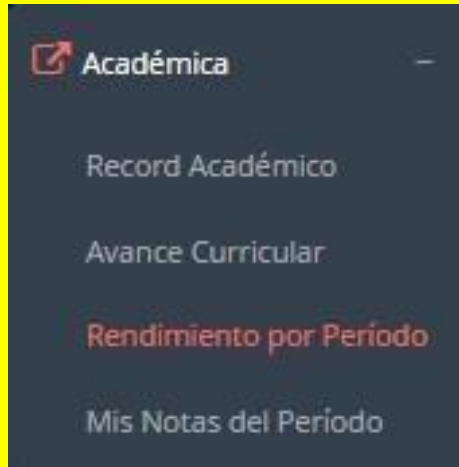 Académica
Record Académico
Avance Curricular
Rendimiento por Período
Mis Notas del Período